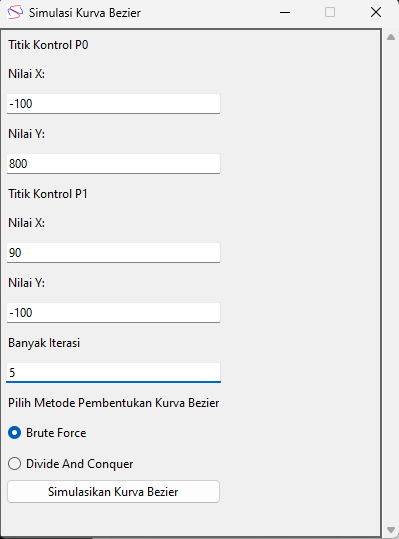 Simulasi Kurva Bezier
Titik Kontrol P0
Nilai X:
-100
Nilai Y:
800
Titik Kontrol P1
Nilai X:
90
Nilai Y:
-100
Banyak Iterasi
5
Pilih Metode Pembentukan Kurva Bezier
Brute Force
Divide And Conquer
Simulasikan Kurva Bezier